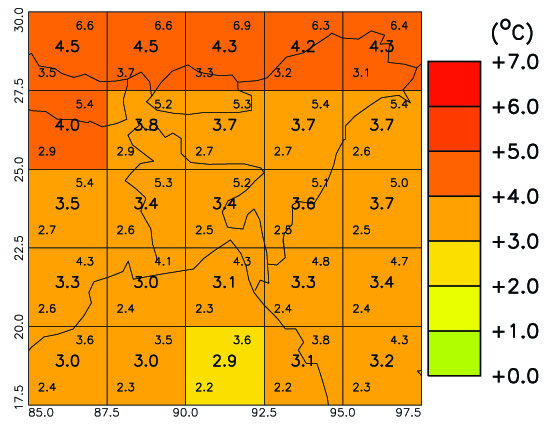 (°C)
30.0
6.6 6.6 6.9 6.3 6.4
4.5 4.5 4.3 4.2 4.3
3.5 3.7 3.3 3.2 3.1
27.5
5.4 5.2 5.3 5.4 5.4
4.0 3.8 3.7 3.7 3.7
2.9 2.9 2.7 2.7 2.6
25.0
5.4 5.3 5.2 5.1 5.0
3.5 3.4 3.4 3.6 3.7
2.7 2.6 2.5 2.5 2.5
22.5
4.3 4.1 4.3 4.8 4.7
3.3 3.0 3.1 3.3 3.4
2.6 2.4 2.3 2.4 2.4
20.0
3.6 3.5 3.6 3.8 4.3
3.0 3.0 2.9 3.1 3.2
2.4 2.3 2.2 2.2 2.3
17.5
85.0 87.5 90.0 92.5 95.0 97.5
+7.0
+6.0
+5.0
+4.0
+3.0
+2.0
+1.0
+0.0